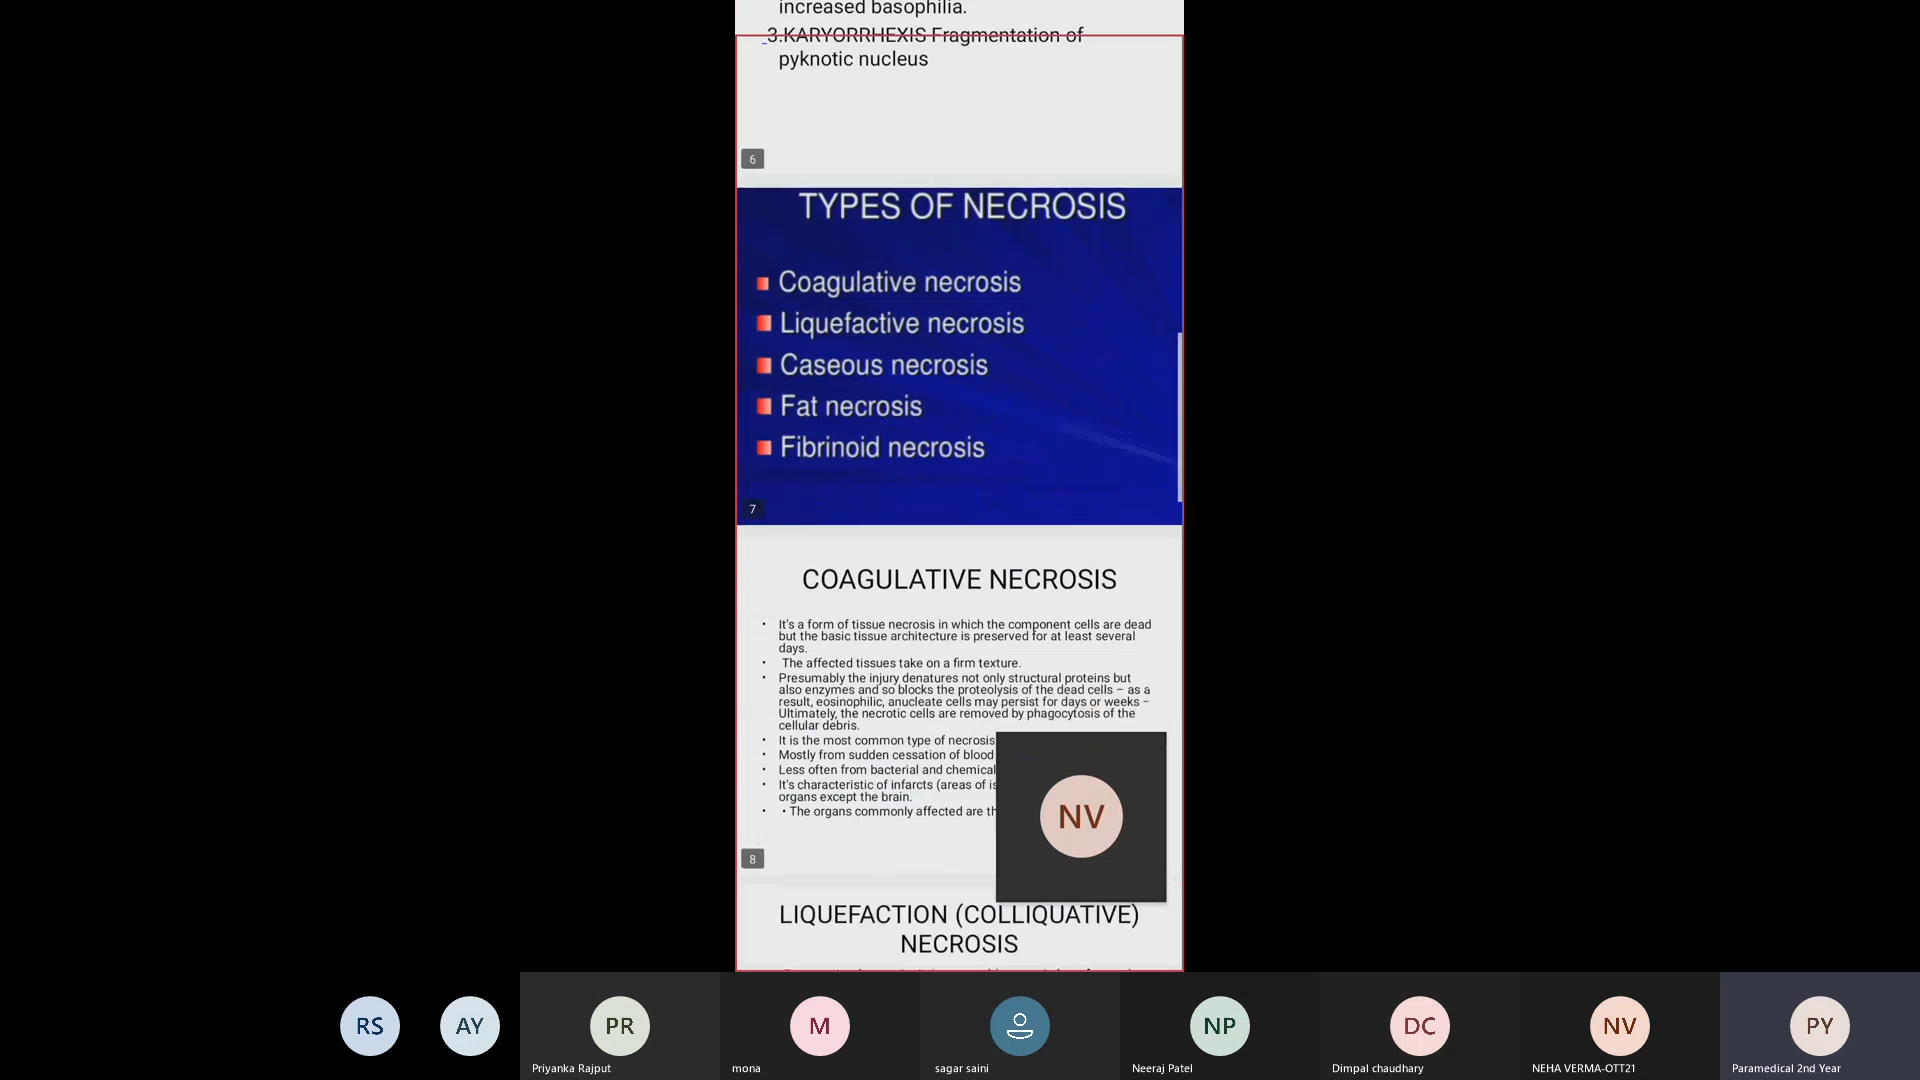 increased basophilia.
3.KARYORRHEXIS Fragmentation of
pyknotic nucleus
6
TYPES OF NECROSIS
Coagulative necrosis
Liquefactive necrosis
Caseous necrosis
Fat necrosis
Fibrinoid necrosis
7
COAGULATIVE NECROSIS
• It's a form of tissue necrosis in which the component cells are dead
but the basic tissue architecture is preserved for at least several
days.
• The affected tissues take on a firm texture.
• Presumably the injury denatures not only structural proteins but
also enzymes and so blocks the proteolysis of the dead cells – as a
result, eosinophilic, anucleate cells may persist for days or weeks –
Ultimately, the necrotic cells are removed by phagocytosis of the
cellular debris.
• It is the most common type of necrosis
• Mostly from sudden cessation of blood
• Less often from bacterial and chemical
• It's characteristic of infarcts (areas of
organs except the brain.
• • The organs commonly affected are
NV
8
LIQUEFACTION (COLLIQUATIVE)
NECROSIS
RS
AY
PR
M
NP
DC
NV
PY
Priyanka Rajput
mona
sagar saini
Neeraj Patel
Dimpal chaudhary
NEHA VERMA-OTT21
Paramedical 2nd Year